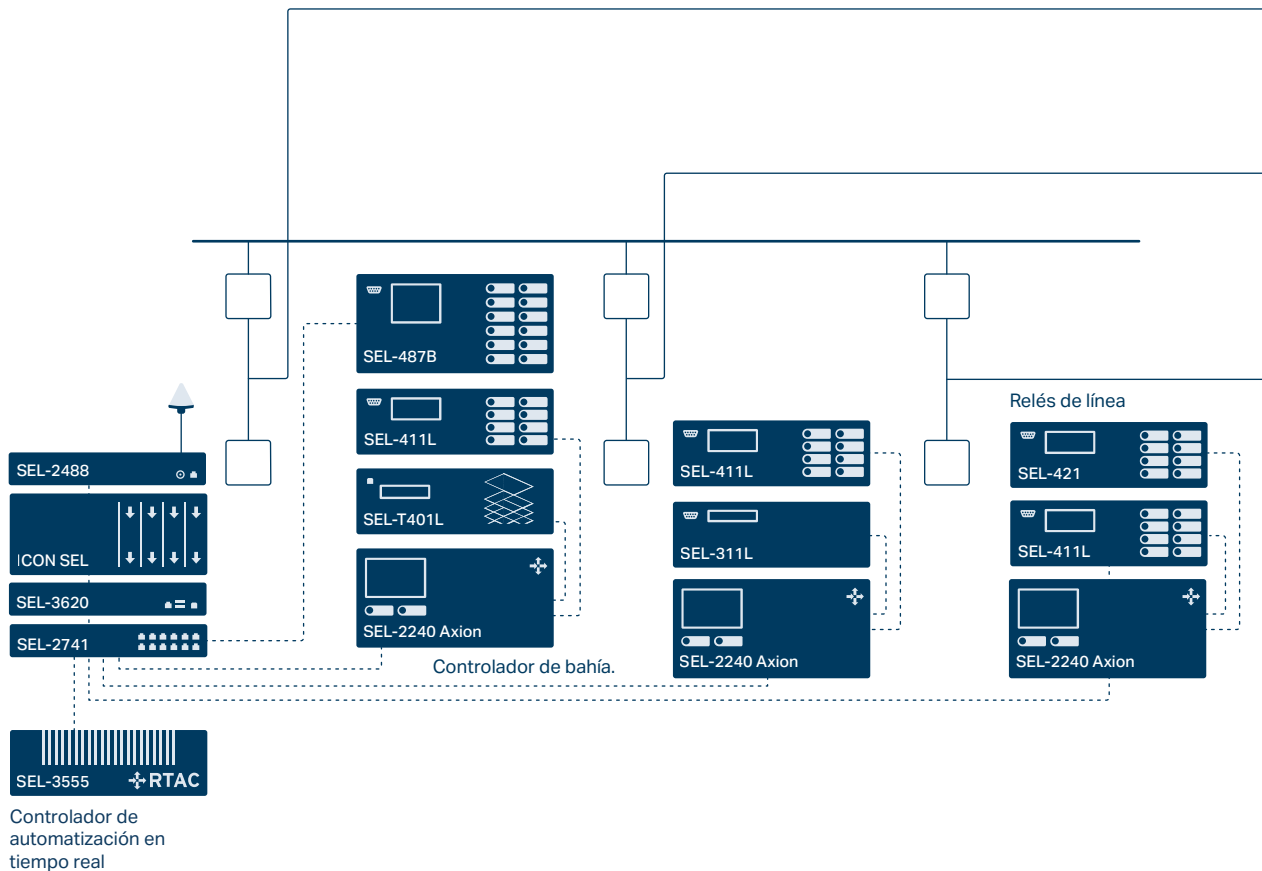 SEL-487B
SEL-411L
SEL-T401L
SEL-2240 Axion
Controlador de bahía.
SEL-411L
SEL-311L
SEL-2240 Axion
Relés de línea
SEL-421
SEL-411L
SEL-2240 Axion
SEL-2488
ICON SEL
SEL-3620
SEL-2741
SEL-3555
RTAC
Controlador de
automatización en
tiempo real